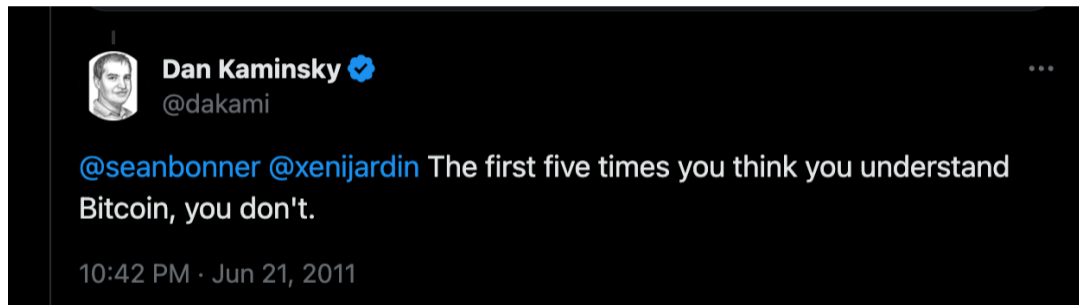 Dan Kaminsky
@dakami
@seanbonner @xenijardin The first five times you think you understand
Bitcoin, you don't.
10:42 PM · Jun 21, 2011